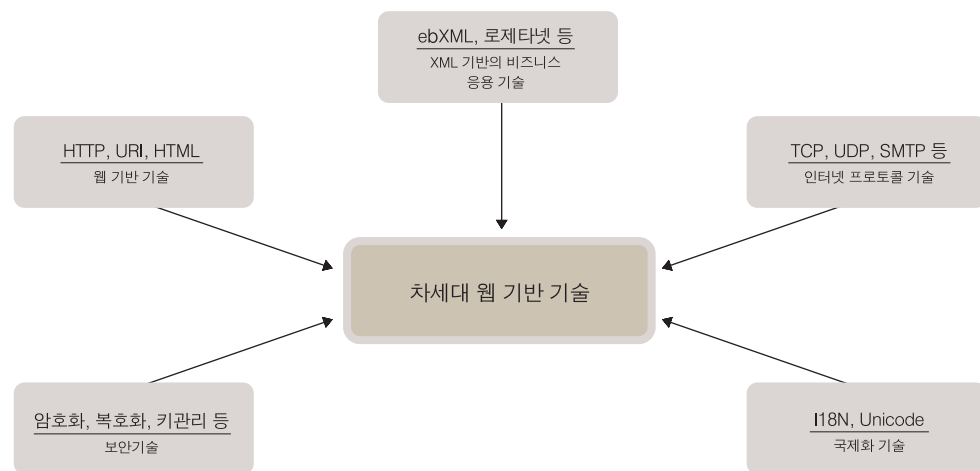 ebXML, 로제타넷 등
XML 기반의 비즈니스
응용 기술
HTTP, URI, HTML
웹 기반 기술
TCP, UDP, SMTP 등
인터넷 프로토콜 기술
차세대 웹 기반 기술
암호화, 복호화, 키관리 등
보안기술
I18N, Unicode
국제화 기술